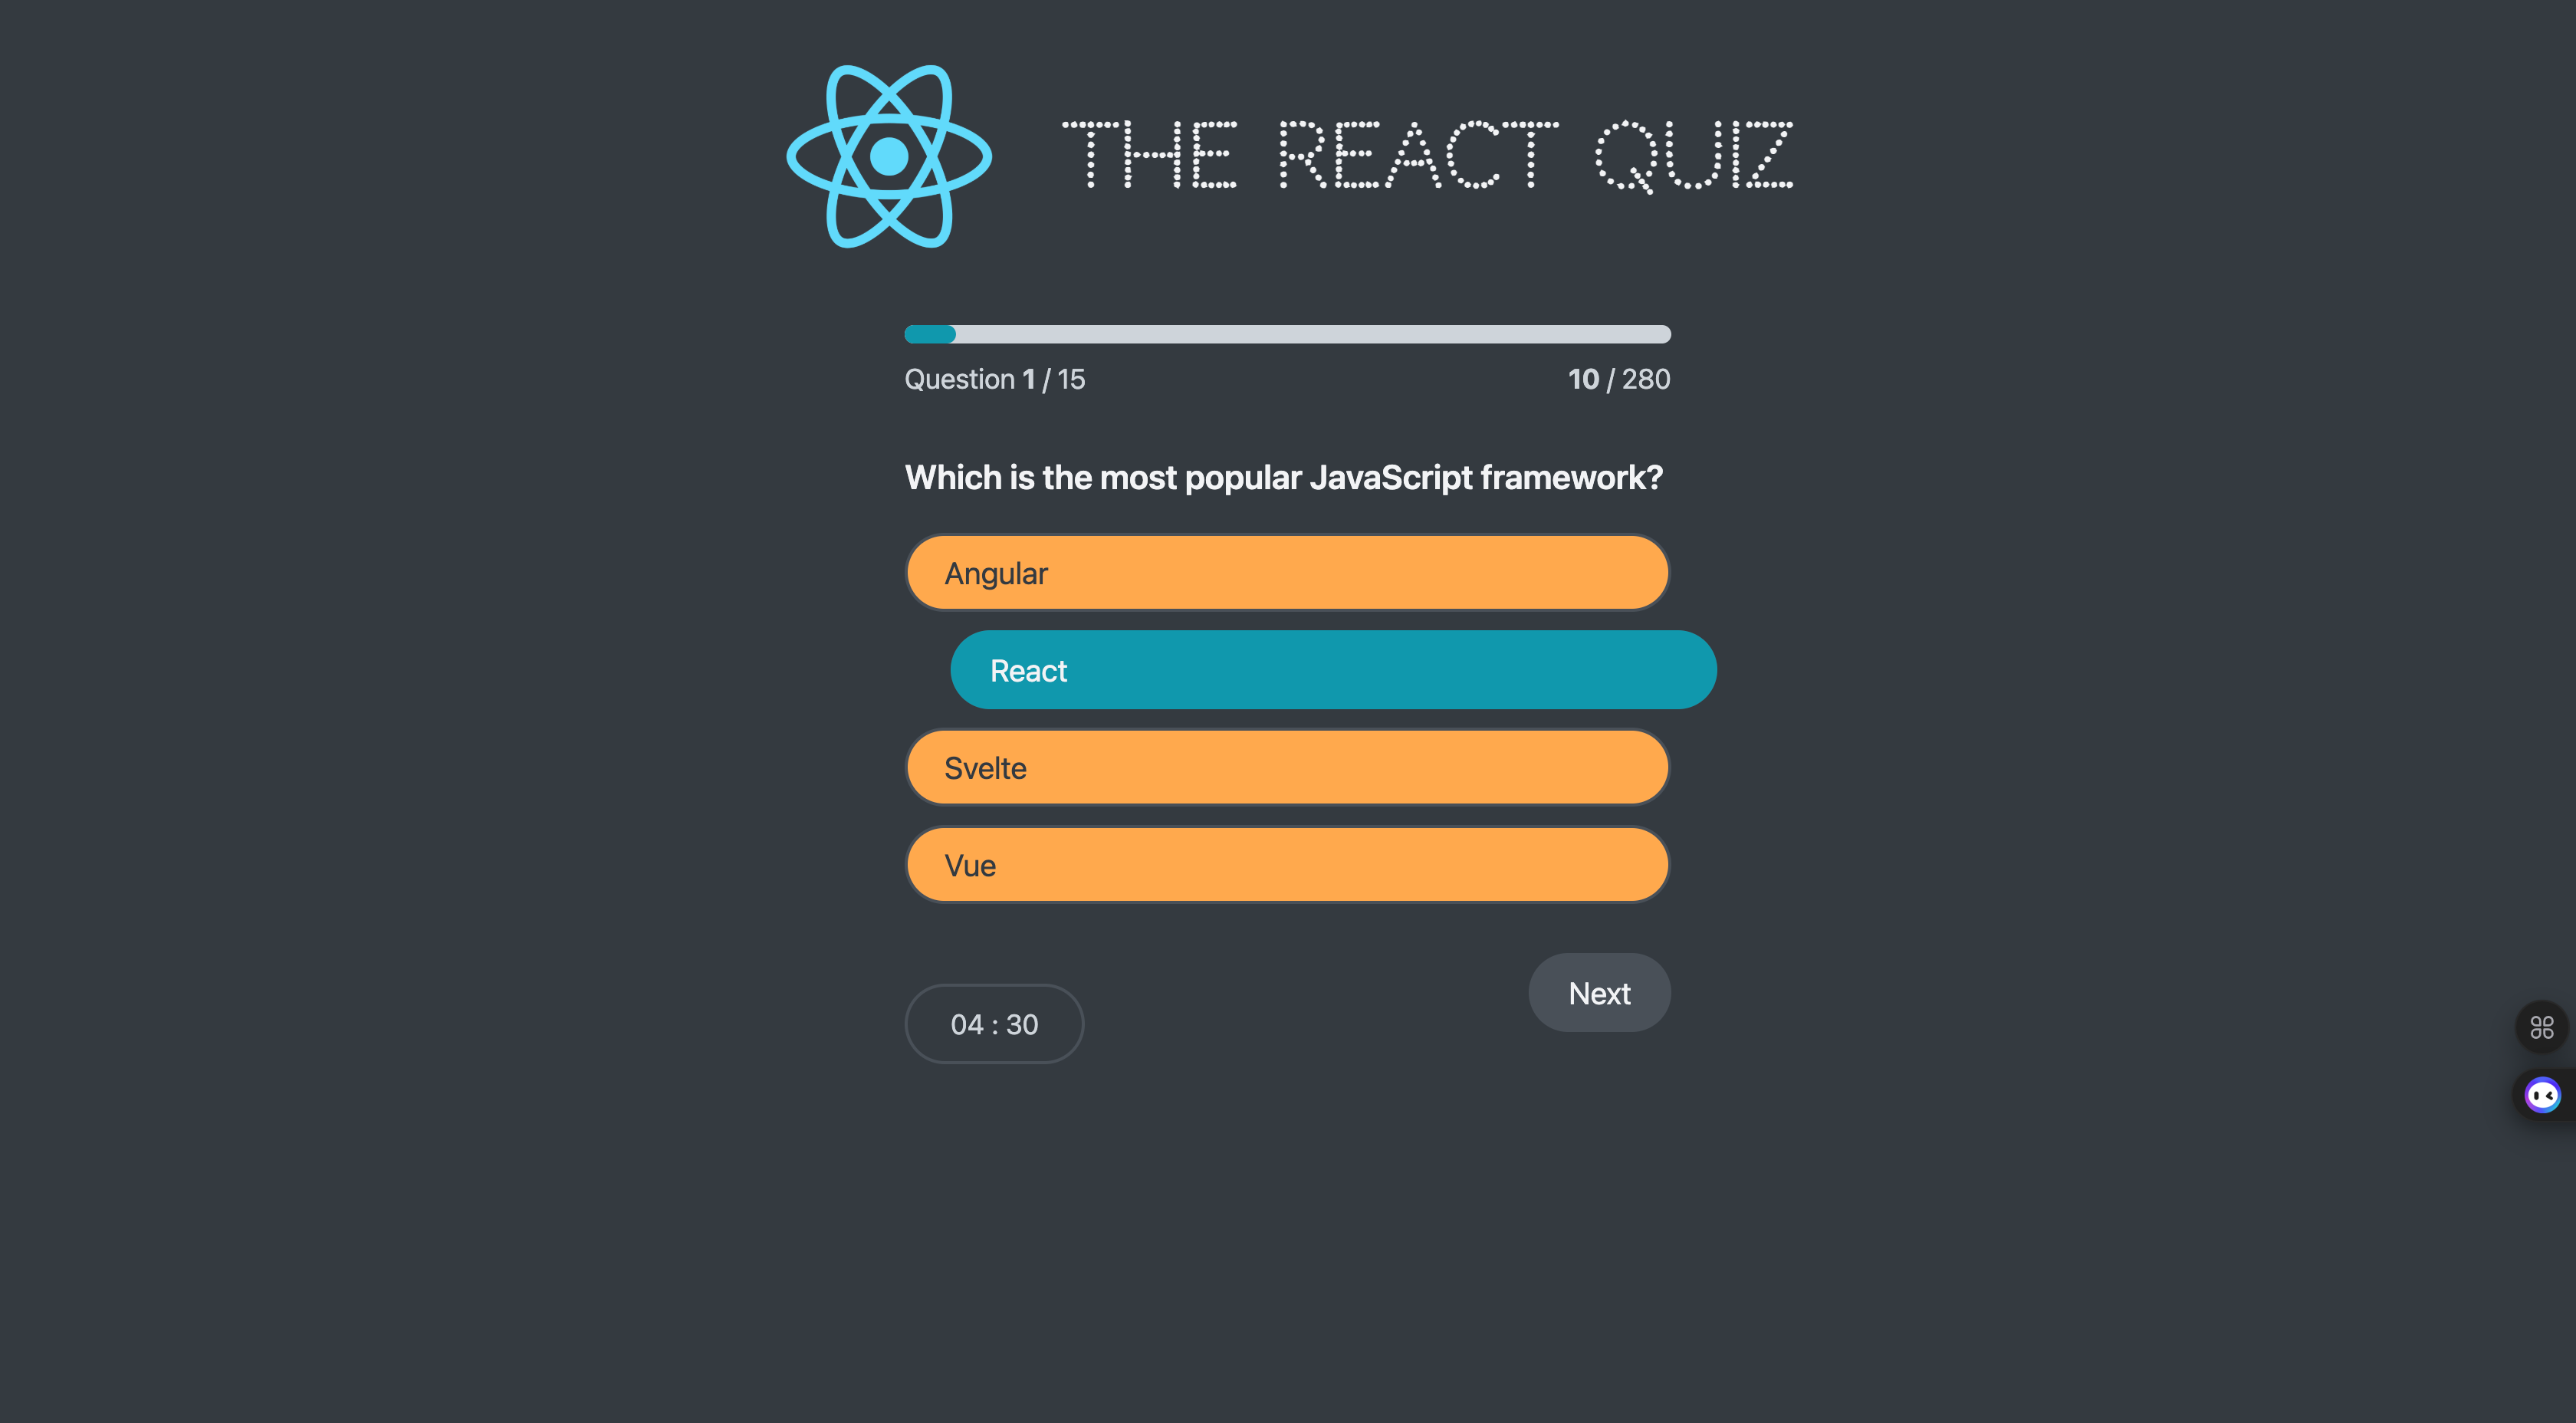 THE REACT QUIZ
Question 1 / 15
10 / 280
Which is the most popular JavaScript framework?
Angular
React
Svelte
Vue
Next
04 : 30